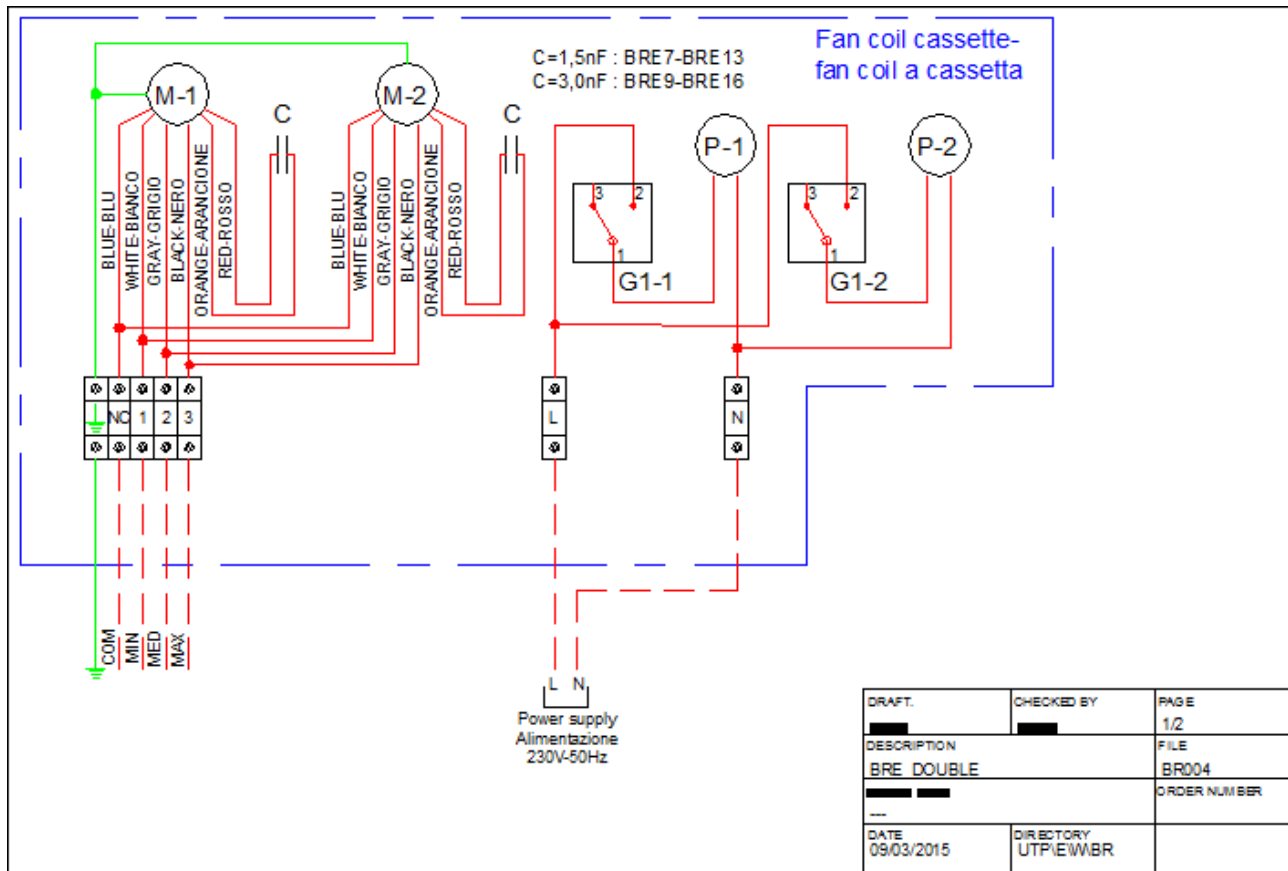 Fan coil cassette-
fan coil a cassetta
C=1,5nF : BRE7-BRE13
C=3,0nF : BRE9-BRE16
M-1
C
M-2
C
P-1
P-2
BLUE-BLU
WHITE-BIANCO
GRAY-GRIGIO
BLACK-NERO
ORANGE-ARANCIONE
RED-ROSSO
BLUE-BLU
WHITE-BIANCO
GRAY-GRIGIO
BLACK-NERO
ORANGE-ARANCIONE
RED-ROSSO
3 2
1
G1-1
3 2
1
G1-2
NC 1 2 3
L
N
COM
MIN
MED
MAX
L N
Power supply
Alimentazione
230V-50Hz
DRAFT.
CHECKED BY
PAGE
1/2
DESCRIPTION
BRE DOUBLE
FILE
BR004
ORDER NUMBER
---
DATE
09/03/2015
DIRECTORY
UTP\EW\BR